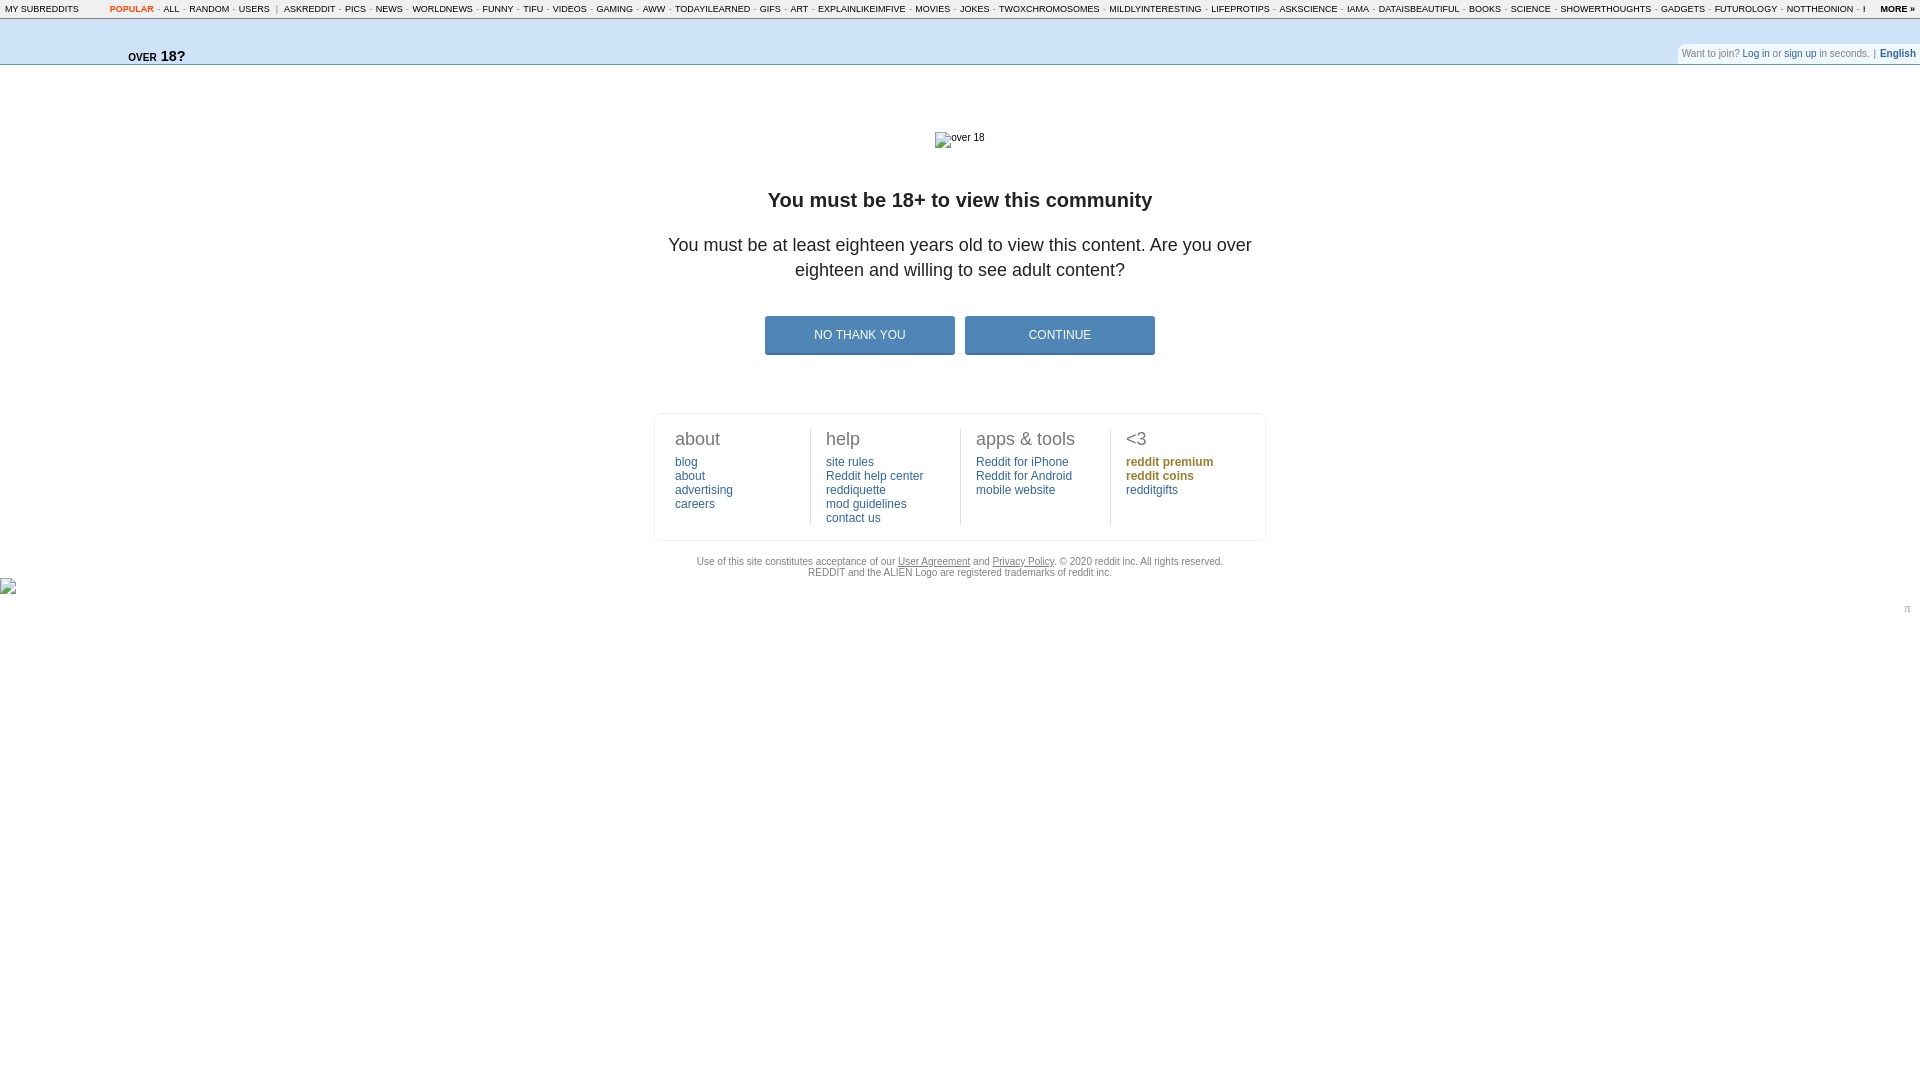 MY SUBREDDITS POPULAR - ALL - RANDOM - USERS | ASKREDDIT - PICS - NEWS - WORLDNEWS - FUNNY - TIFU - VIDEOS - GAMING - AWW - TODAYILEARNED - GIFS - ART - EXPLAINLIKEIMFIVE - MOVIES - JOKES - TWOXCHROMOSOMES - MILDLYINTERESTING - LIFEPROTIPS - ASKSCIENCE - IAMA - DATAISBEAUTIFUL - BOOKS - SCIENCE - SHOWERTHOUGHTS - GADGETS - FUTUROLOGY - NOTTHEONION - MORE »
OVER 18?
Want to join? Log in or sign up in seconds. | English
over 18
You must be 18+ to view this community
You must be at least eighteen years old to view this content. Are you over
eighteen and willing to see adult content?
NO THANK YOU CONTINUE
about
blog
about
advertising
careers
help
site rules
Reddit help center
reddiquette
mod guidelines
contact us
apps & tools
Reddit for iPhone
Reddit for Android
mobile website
<3
reddit premium
reddit coins
redditgifts
Use of this site constitutes acceptance of our User Agreement and Privacy Policy. © 2020 reddit inc. All rights reserved.
REDDIT and the ALIEN Logo are registered trademarks of reddit inc.
π